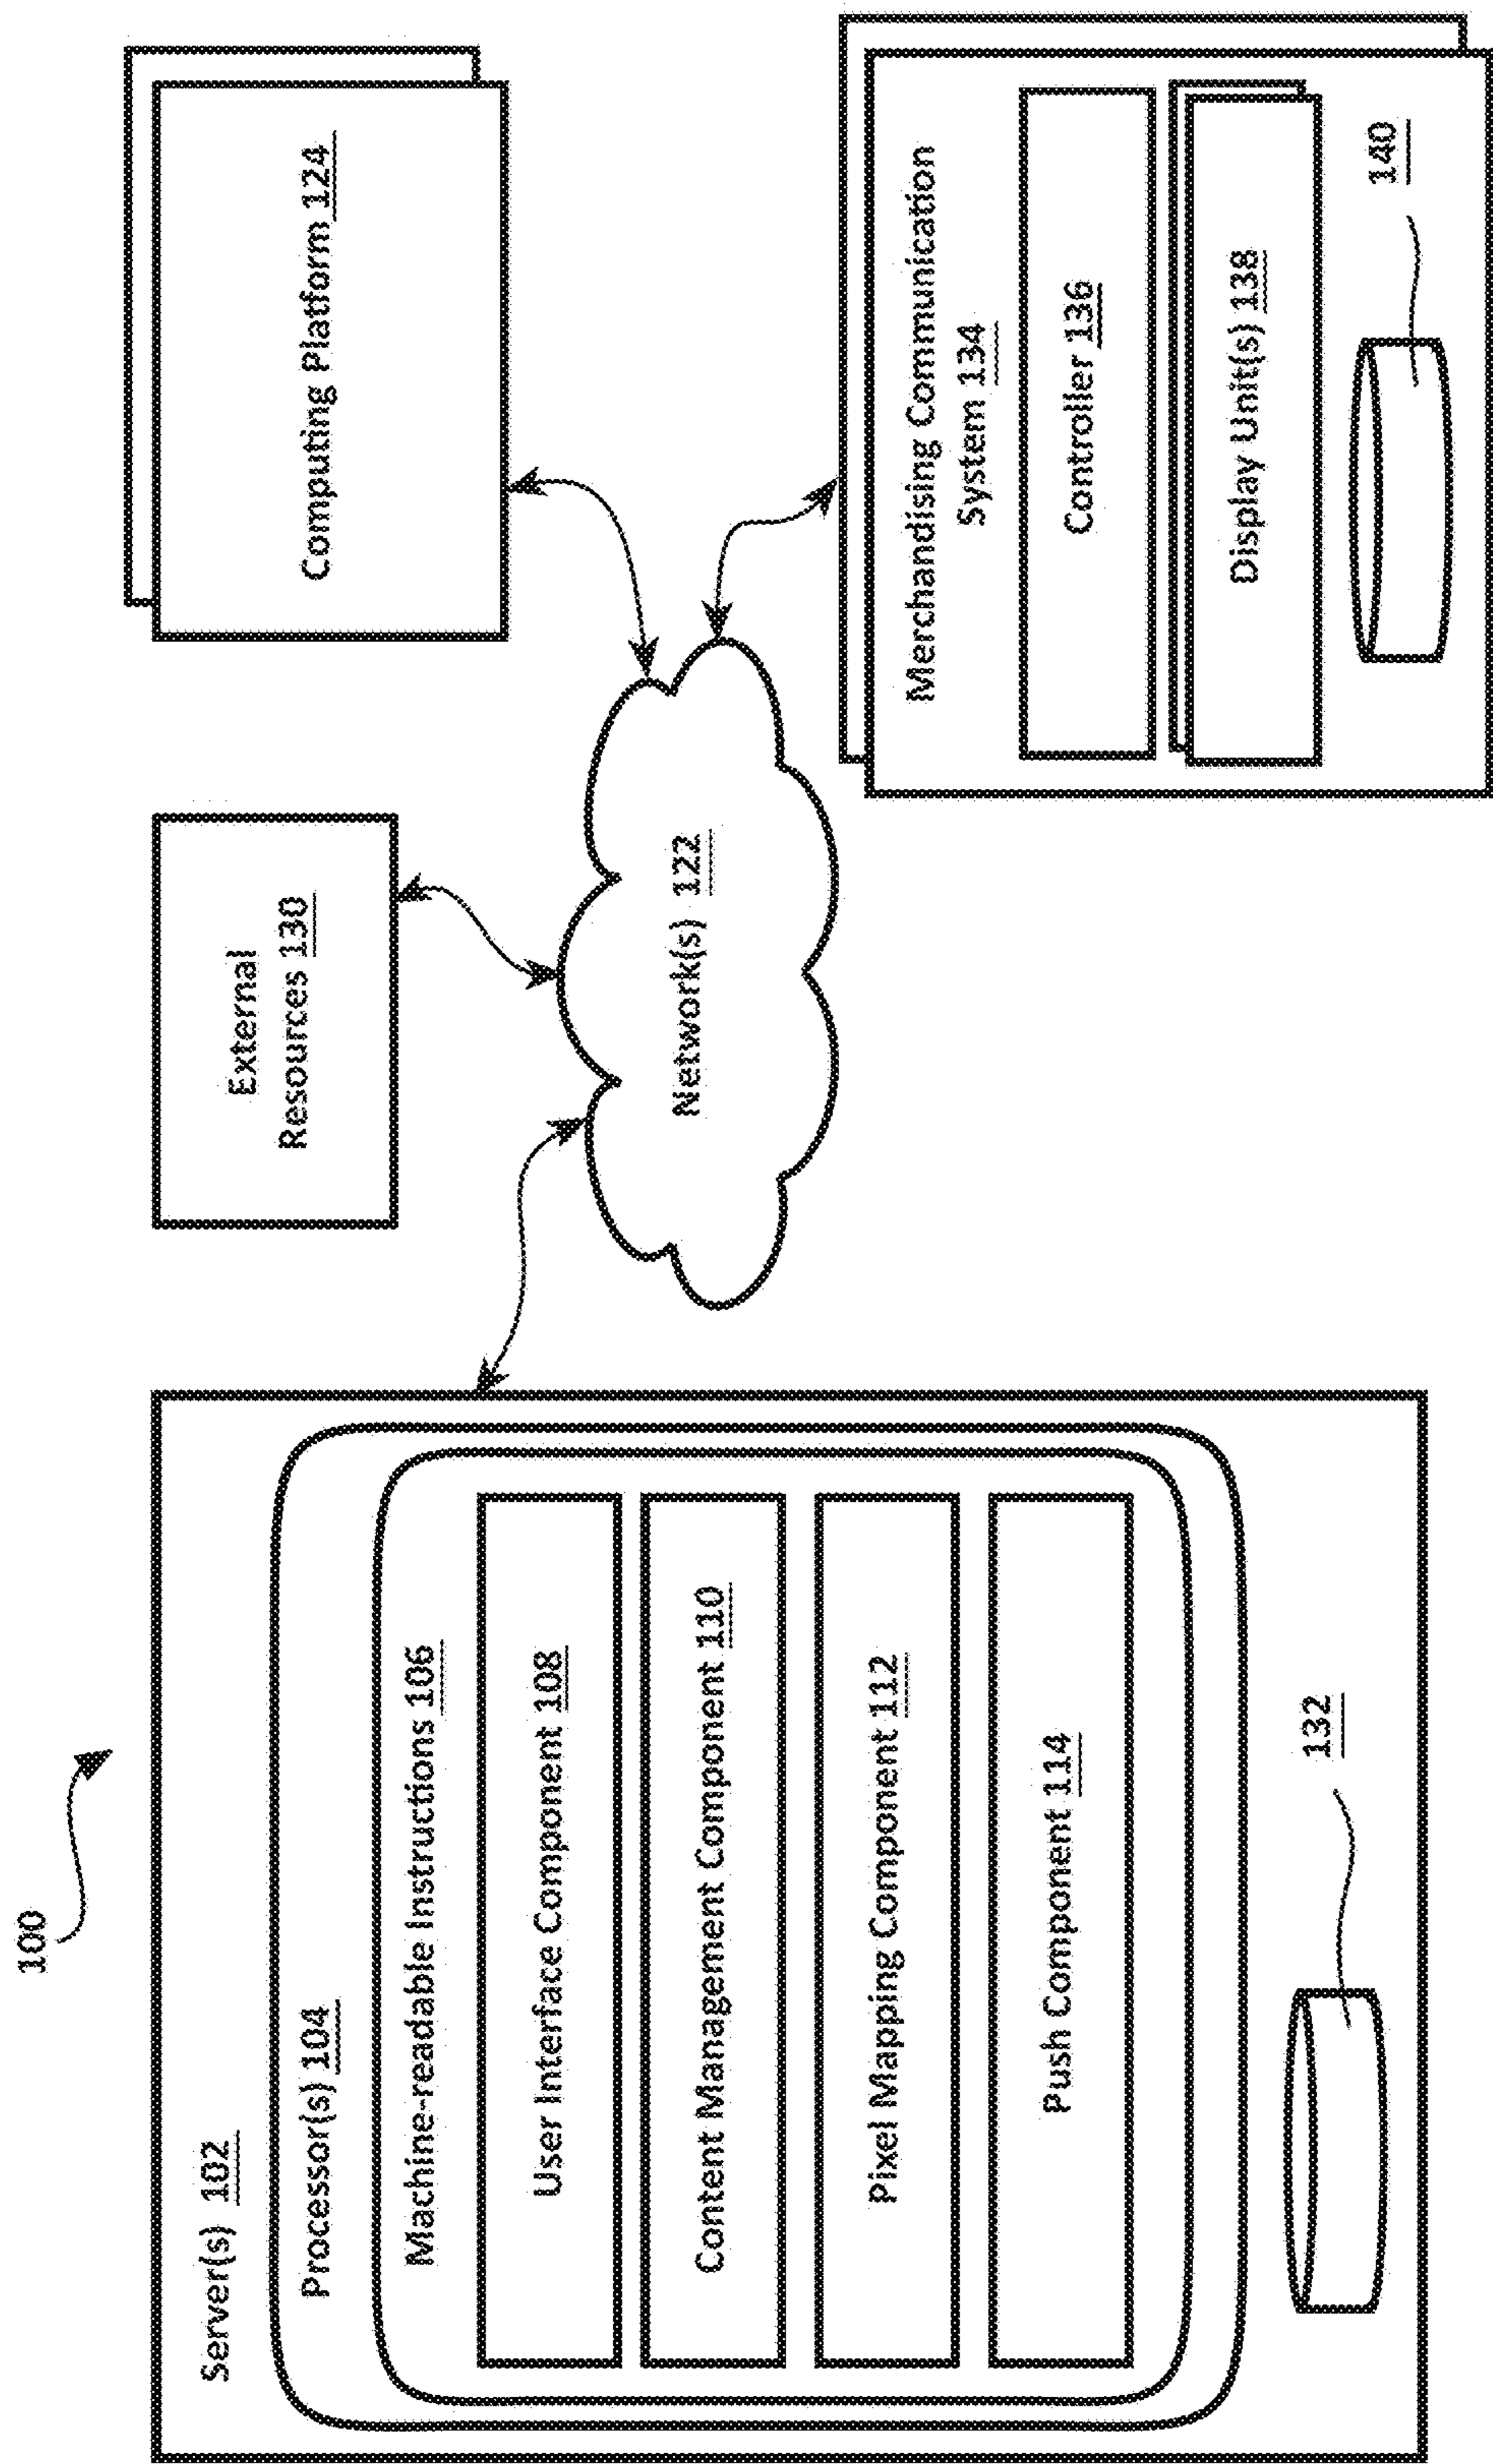 100
Server(s) 102
Processor(s) 104
Machine-readable Instructions 106
User Interface Component 108
Content Management Component 110
Pixel Mapping Component 112
Push Component 114
132
External
Resources 130
Network(s) 122
Computing Platform 124
Merchandising Communication
System 134
Controller 136
Display Unit(s) 138
140